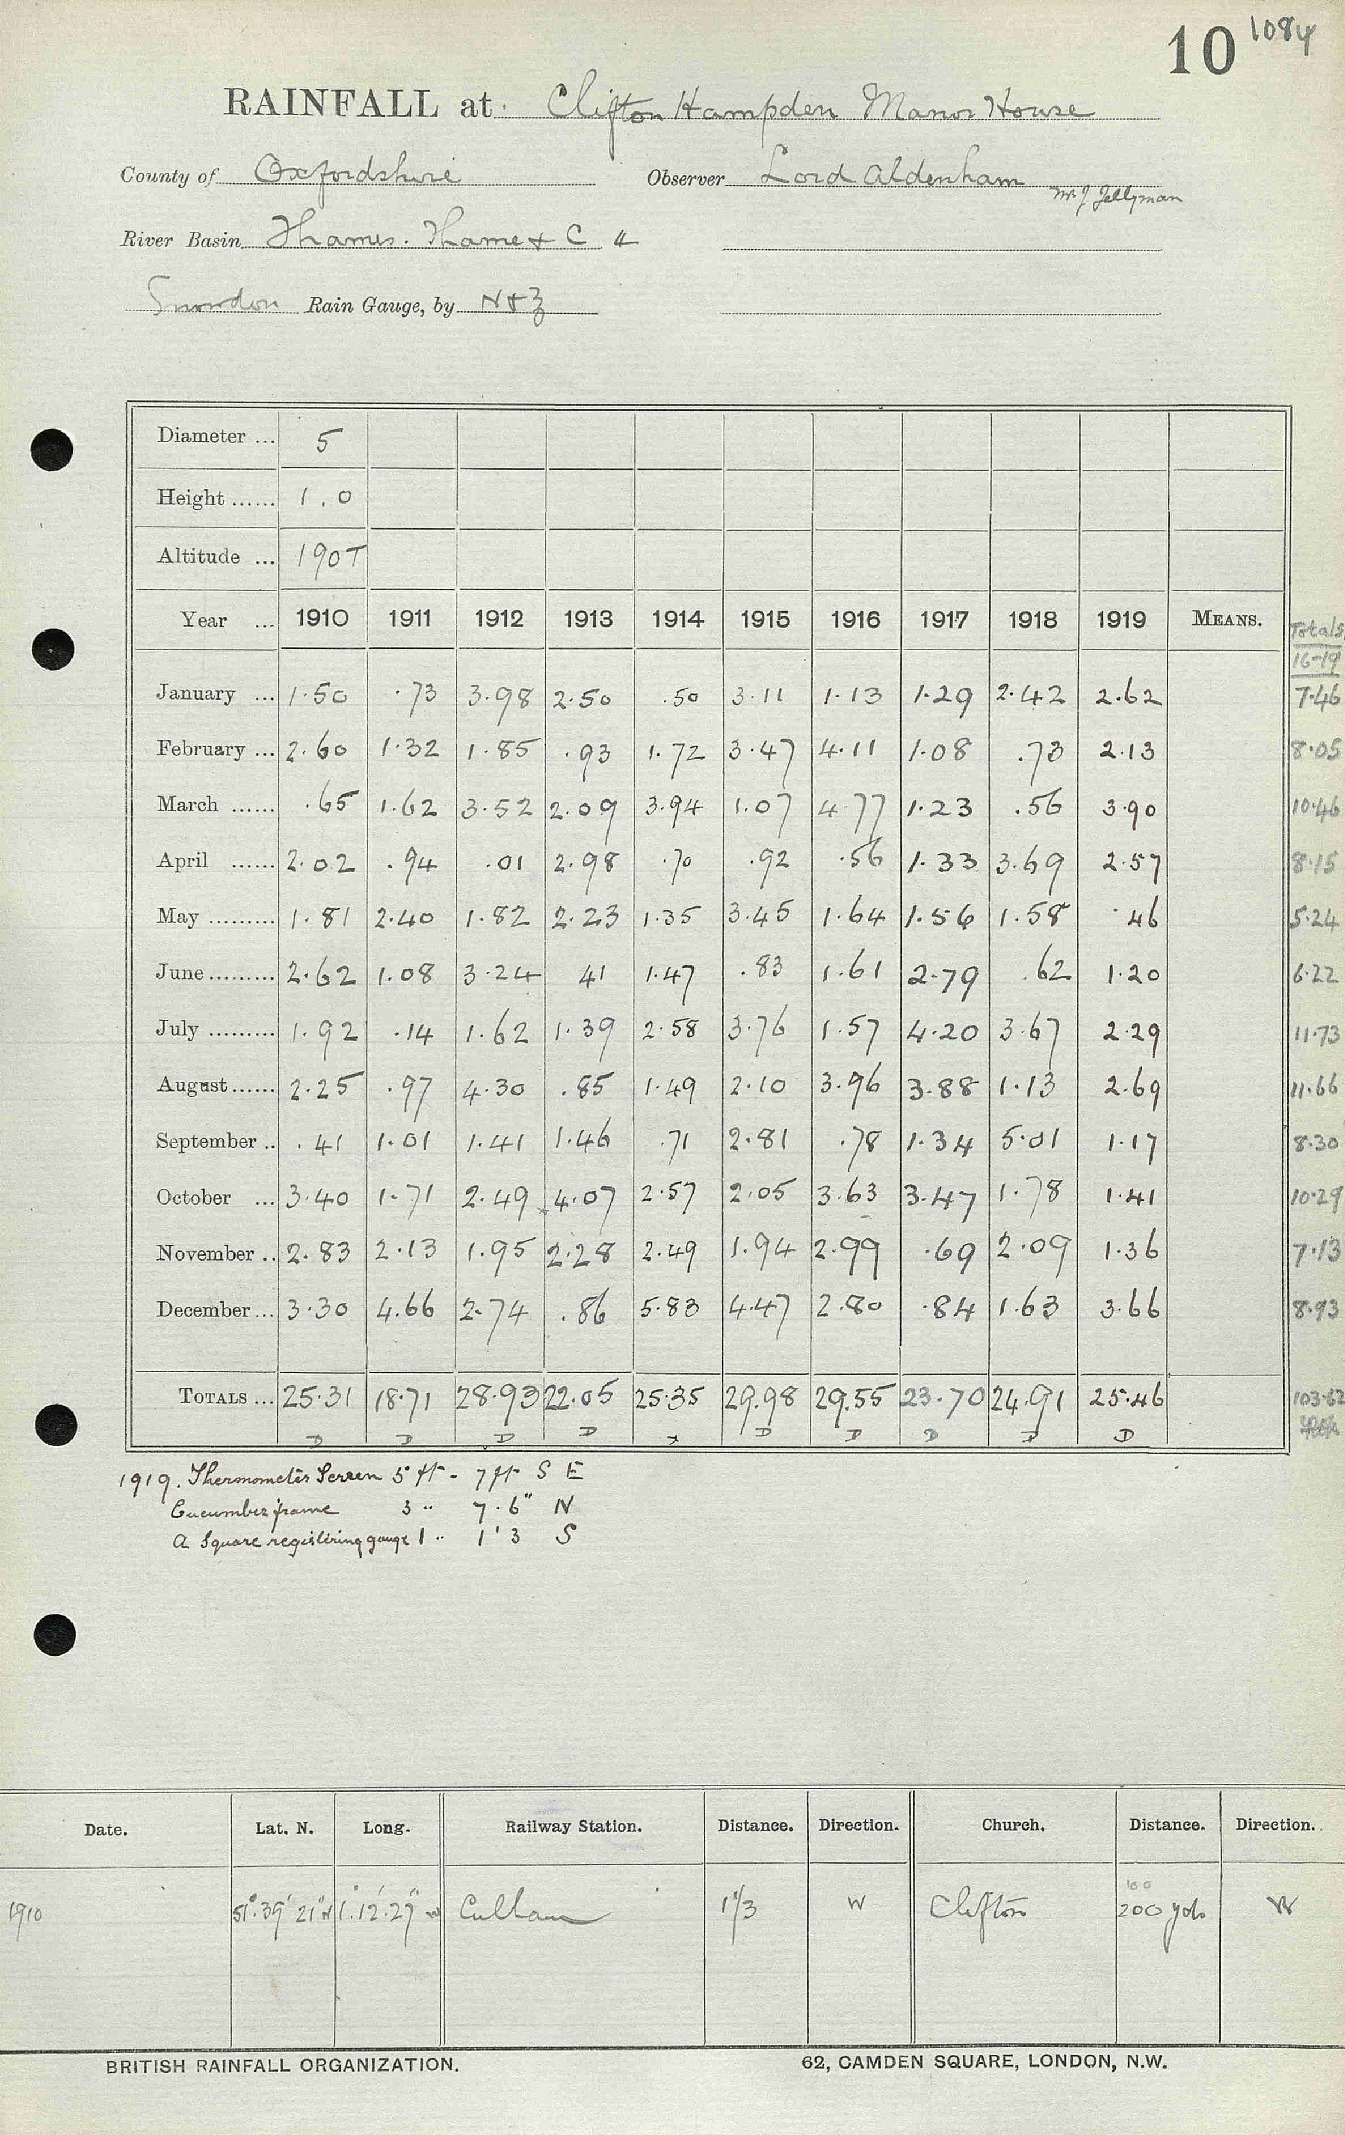 10 1084
RAINFALL at Clifton Hampden Manor House
County of Oxfordshire Observer Lord Aldenham
Mr J Jellyman
River Basin Thames. Thame & C 4
Snowdon Rain Gauge, by N & Z
Diameter ... 5
Height ...... 1.0
Altitude ... 190T
Year ... 1910 1911 1912 1913 1914 1915 1916 1917 1918 1919 MEANS. Totals 16-19
January ... 1.50 .73 3.98 2.50 .50 3.11 1.13 1.29 2.42 2.62 7.46
February ... 2.60 1.32 1.85 .93 1.72 3.47 4.11 1.08 .73 2.13 8.05
March ...... .65 1.62 3.52 2.09 3.94 1.07 4.77 1.23 .56 3.90 10.46
April ...... 2.02 .94 .01 2.98 .70 .92 .56 1.33 3.69 2.57 8.15
May ......... 1.81 2.40 1.82 2.23 1.35 3.45 1.64 1.56 1.58 .46 5.24
June ......... 2.62 1.08 3.24 41 1.47 .83 1.61 2.79 .62 1.20 6.22
July ......... 1.92 .14 1.62 1.39 2.58 3.76 1.57 4.20 3.67 2.29 11.73
August ...... 2.25 .97 4.30 .85 1.49 2.10 3.96 3.88 1.13 2.69 11.66
September .. .41 1.01 1.41 1.46 .71 2.81 .78 1.34 5.01 1.17 8.30
October ... 3.40 1.71 2.49 4.07 2.57 2.05 3.63 3.47 1.78 1.41 10.29
November .. 2.83 2.13 1.95 2.28 2.49 1.94 2.99 .69 2.09 1.36 7.13
December ... 3.30 4.66 2.74 .86 5.83 4.47 2.80 .84 1.63 3.66 8.93
TOTALS ... 25.31 18.71 28.93 22.05 25.35 29.98 29.55 23.70 24.91 25.46 103.62
D D D D D D D D D
1919. Thermometer Screen 5 ft - 7 ft S E
Cucumber frame 3 " 7.6" N
A Square registering gauge 1 " 1'3 S
Date. Lat. N. Long. Railway Station. Distance. Direction. Church. Distance. Direction.
100
1910 51° 39' 21" N 1° 12' 27" W Culham 1 1/3 W Clifton 200 yds W
BRITISH RAINFALL ORGANIZATION. 62, CAMDEN SQUARE, LONDON, N.W.